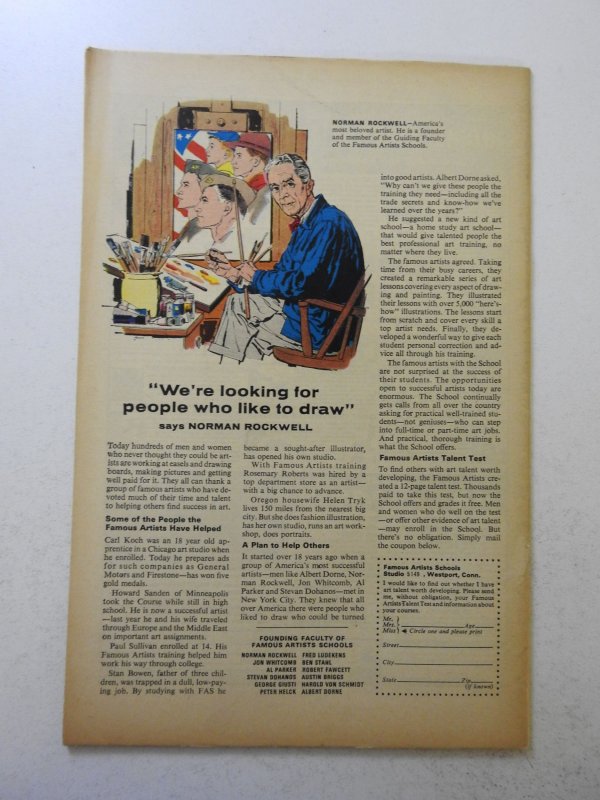 NORMAN ROCKWELL—America's
most beloved artist. He is a founder
and member of the Guiding Faculty
of the Famous Artists Schools.
"We're looking for
people who like to draw"
says NORMAN ROCKWELL
Today hundreds of men and women
who never thought they could be art-
ists are working at easels and drawing
boards, making pictures and getting
well paid for it. They all can thank a
group of famous artists who have de-
voted much of their time and talent
to helping others find success in art.
Some of the People the
Famous Artists Have Helped
Carl Koch was an 18 year old ap-
prentice in a Chicago art studio when
he enrolled. Today he prepares ads
for such companies as General
Motors and Firestone—has won five
gold medals.
Howard Sanden of Minneapolis
took the Course while still in high
school. He is now a successful artist
—last year he and his wife traveled
through Europe and the Middle East
on important art assignments.
Paul Sullivan enrolled at 14. His
Famous Artists training helped him
work his way through college.
Stan Bowen, father of three chil-
dren, was trapped in a dull, low-pay-
ing job. By studying with FAS he
became a sought-after illustrator,
has opened his own studio.
With Famous Artists training
Rosemary Roberts was hired by a
top department store as an artist—
with a big chance to advance.
Oregon housewife Helen Tryk
lives 150 miles from the nearest big
city. But she does fashion illustration,
has her own studio, runs an art work-
shop, does portraits.
A Plan to Help Others
It started over 18 years ago when a
group of America's most successful
artists—men like Albert Dorne, Nor-
man Rockwell, Jon Whitcomb, Al
Parker and Stevan Dohanos—met in
New York City. They knew that all
over America there were people who
liked to draw who could be turned
FOUNDING FACULTY OF
FAMOUS ARTISTS SCHOOLS
NORMAN ROCKWELL FRED LUDEKENS
JON WHITCOMB BEN STAHL
AL PARKER ROBERT FAWCETT
STEVAN DOHANOS AUSTIN BRIGGS
GEORGE GIUSTI HAROLD VON SCHMIDT
PETER HELCK ALBERT DORNE
into good artists. Albert Dorne asked,
"Why can't we give these people the
training they need—including all the
trade secrets and know-how we've
learned over the years?"
He suggested a new kind of art
school—a home study art school—
that would give talented people the
best professional art training, no
matter where they live.
The famous artists agreed. Taking
time from their busy careers, they
created a remarkable series of art
lessons covering every aspect of draw-
ing and painting. They illustrated
their lessons with over 5,000 "here's-
how" illustrations. The lessons start
from scratch and cover every skill a
top artist needs. Finally, they de-
veloped a wonderful way to give each
student personal correction and ad-
vice all through his training.
The famous artists with the School
are not surprised at the success of
their students. The opportunities
open to successful artists today are
enormous. The School continually
gets calls from all over the country
asking for practical well-trained stu-
dents—not geniuses—who can step
into full-time or part-time art jobs.
And practical, thorough training is
what the School offers.
Famous Artists Talent Test
To find others with art talent worth
developing, the Famous Artists cre-
ated a 12-page talent test. Thousands
paid to take this test, but now the
School offers and grades it free. Men
and women who do well on the test
—or offer other evidence of art talent
—may enroll in the School. But
there's no obligation. Simply mail
the coupon below.
Famous Artists Schools
Studio 5149 , Westport, Conn.
I would like to find out whether I have
art talent worth developing. Please send
me, without obligation, your Famous
Artists Talent Test and information about
your courses.
Mr.
Mrs. Age
Miss Circle one and please print
Street
City
State Zip
(If known)